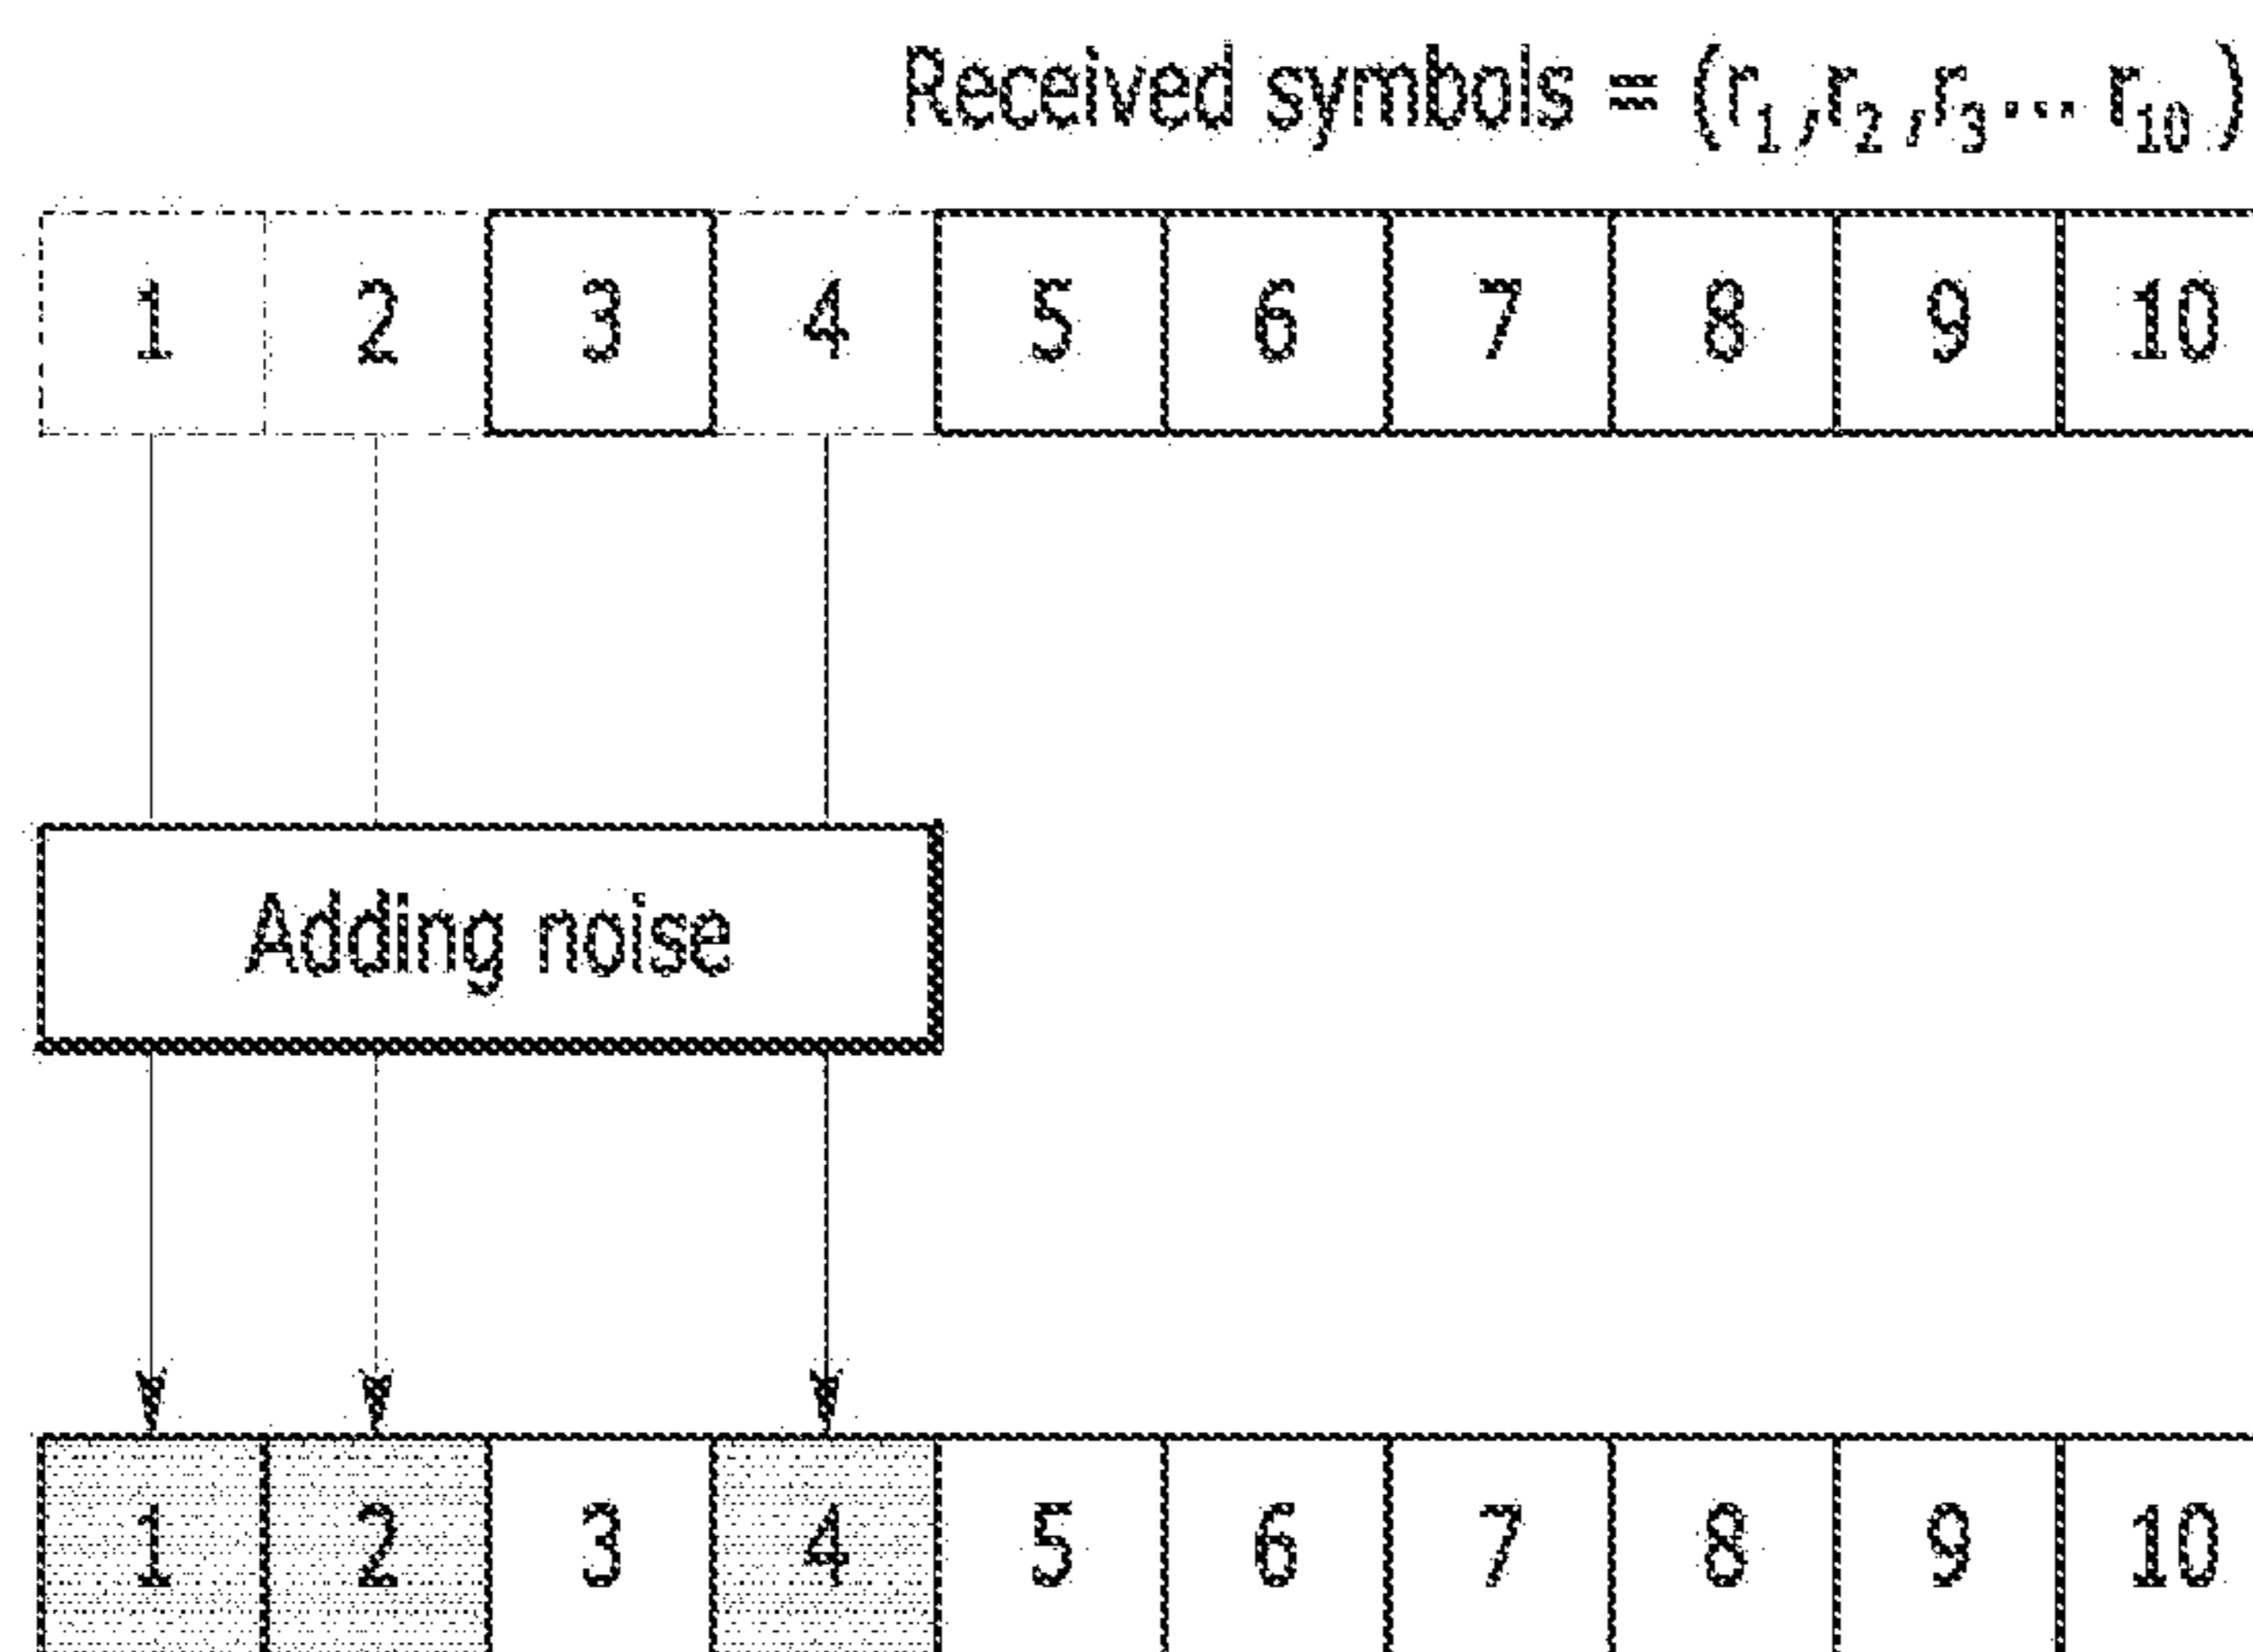 Received symbols = (r₁,r₂,r₃... r₁₀)
1 2 3 4 5 6 7 8 9 10
Adding noise
1 2 3 4 5 6 7 8 9 10